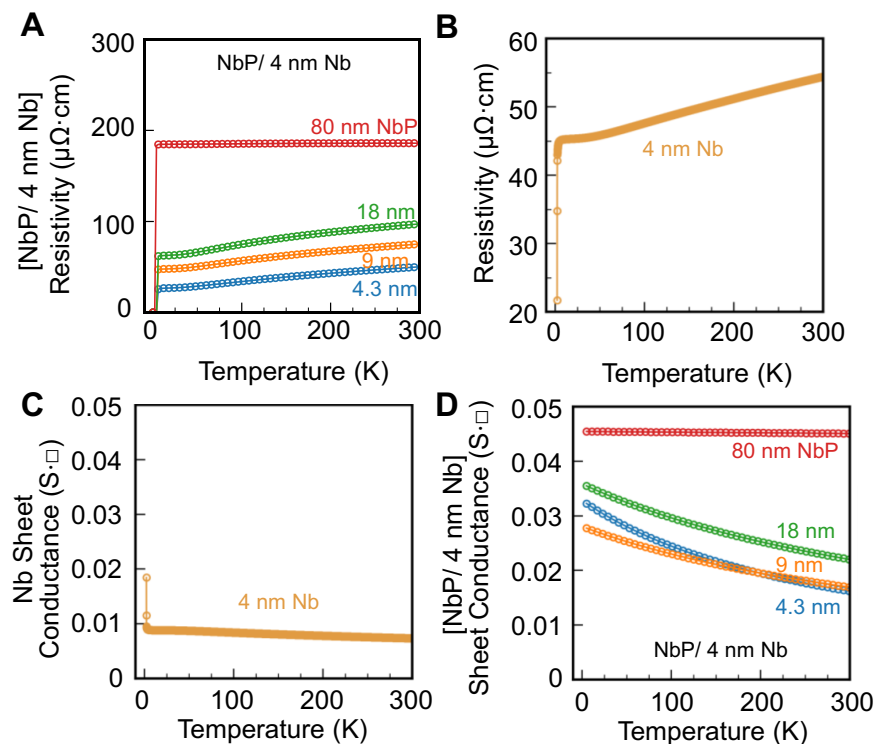 A
300
200
100
0
[NbP/ 4 nm Nb]
Resistivity (μΩ·cm)
NbP/ 4 nm Nb
80 nm NbP
18 nm
9 nm
4.3 nm
0 100 200 300
Temperature (K)
B
60
50
40
30
20
Resistivity (μΩ·cm)
4 nm Nb
0 100 200 300
Temperature (K)
C
0.05
0.04
0.03
0.02
0.01
0
Nb Sheet
Conductance (S·□)
4 nm Nb
0 100 200 300
Temperature (K)
D
0.05
0.04
0.03
0.02
0.01
0
[NbP/ 4 nm Nb]
Sheet Conductance (S·□)
80 nm NbP
18 nm
9 nm
4.3 nm
NbP/ 4 nm Nb
0 100 200 300
Temperature (K)